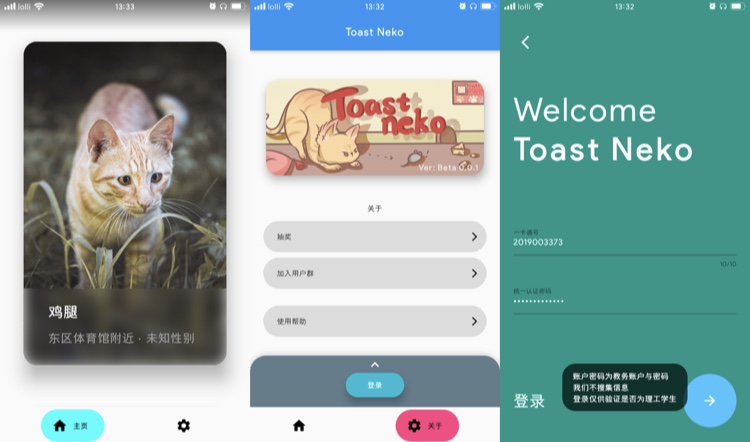 lolli
13:33
鸡腿
东区体育馆附近 · 未知性别
主页
lolli
13:32
Toast Neko
Toast
neko
Ver: Beta 0.0.1
关于
抽奖
加入用户群
使用帮助
登录
关于
lolli
13:32
Welcome
Toast Neko
一卡通号
2019003373
10/10
统一认证密码
•••••••••••••
账户密码为教务账户与密码
我们不搜集信息
登录仅供验证是否为理工学生
登录